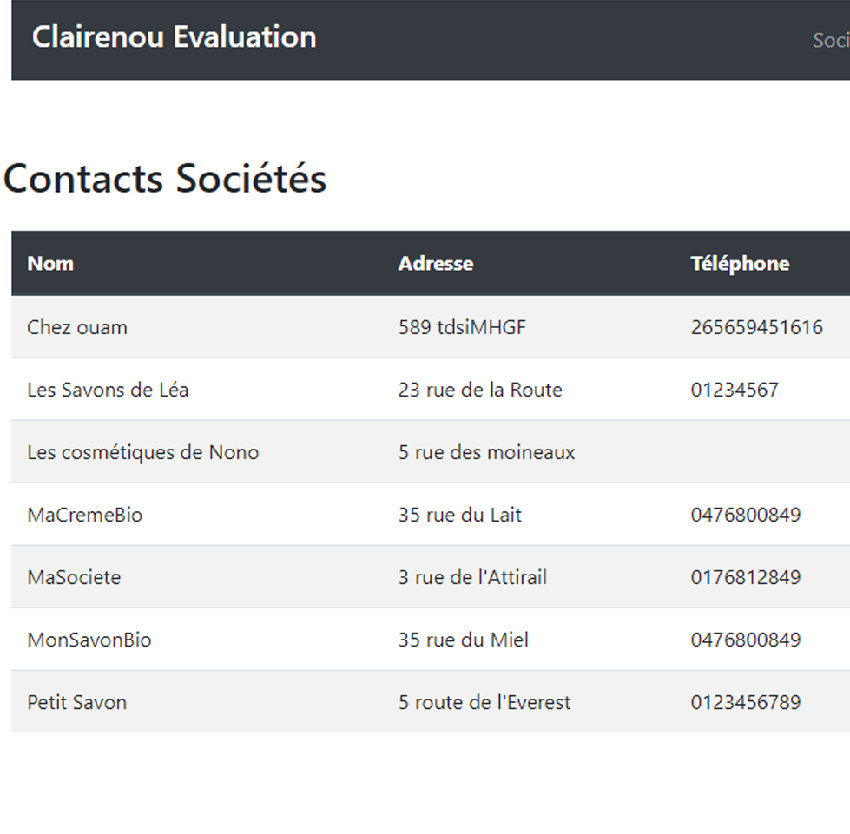 Clairenou Evaluation Soci
Contacts Sociétés
Nom Adresse Téléphone
Chez ouam 589 tdsiMHGF 265659451616
Les Savons de Léa 23 rue de la Route 01234567
Les cosmétiques de Nono 5 rue des moineaux
MaCremeBio 35 rue du Lait 0476800849
MaSociete 3 rue de l'Attirail 0176812849
MonSavonBio 35 rue du Miel 0476800849
Petit Savon 5 route de l'Everest 0123456789